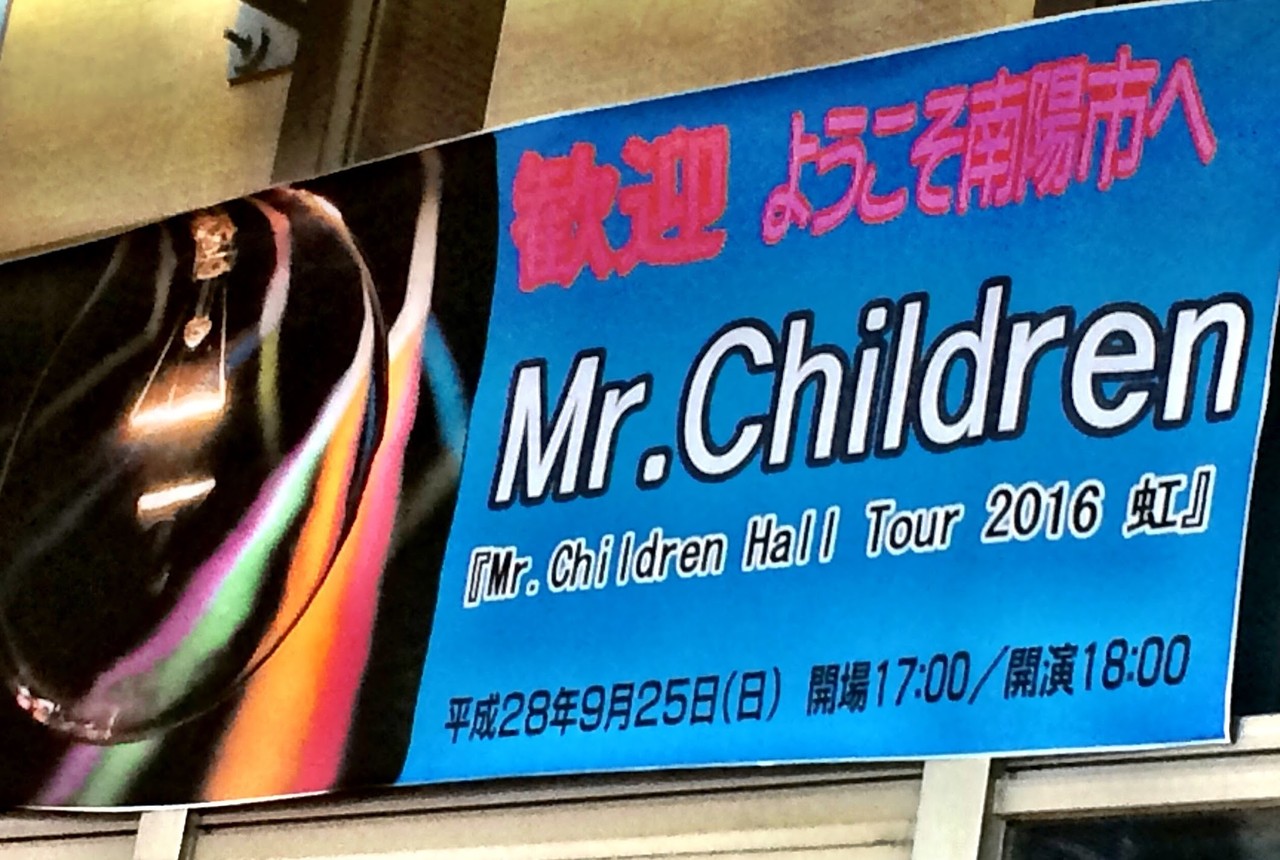 歓迎 ようこそ南陽市へ
Mr.Children
『Mr.Children Hall Tour 2016 虹』
平成28年9月25日(日) 開場17:00/開演18:00